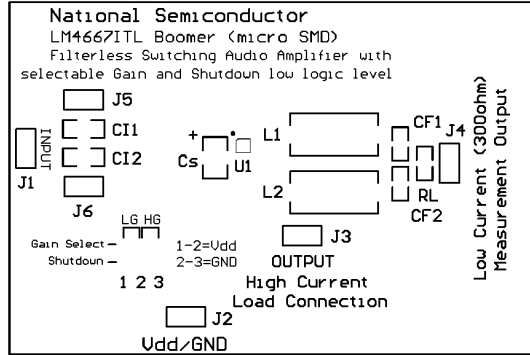 National Semiconductor
LM4667ITL Boomer (micro SMD)
Filterless Switching Audio Amplifier with
selectable Gain and Shutdown low logic level
J5
CI1
CI2
INPUT
J1
J6
+
Cs
U1
L1
L2
CF1
J4
RL
CF2
Low Current (300ohm)
Measurement Output
LG HG
Gain Select-
1-2=Vdd
Shutdown-
2-3=GND
1 2 3
J3
OUTPUT
High Current
Load Connection
J2
Vdd/GND